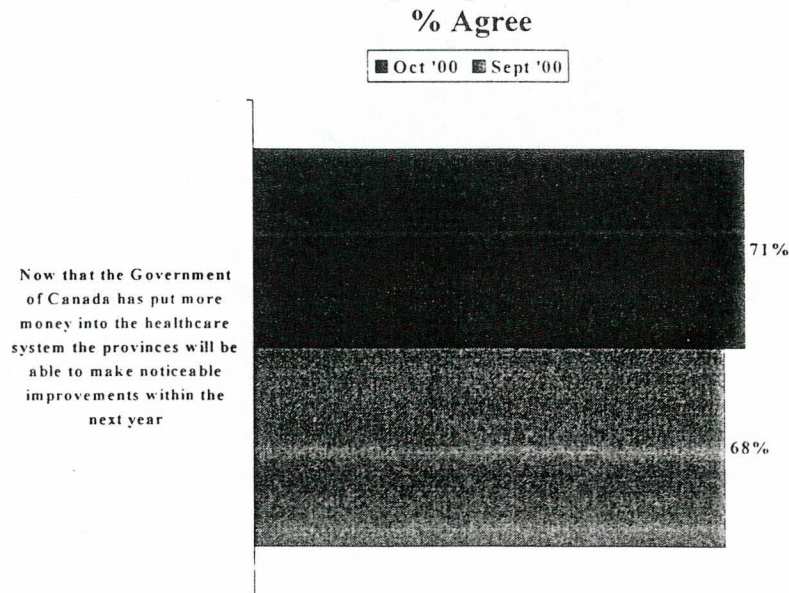 % Agree
Oct '00 Sept '00
71%
Now that the Government
of Canada has put more
money into the healthcare
system the provinces will be
able to make noticeable
improvements within the
next year
68%